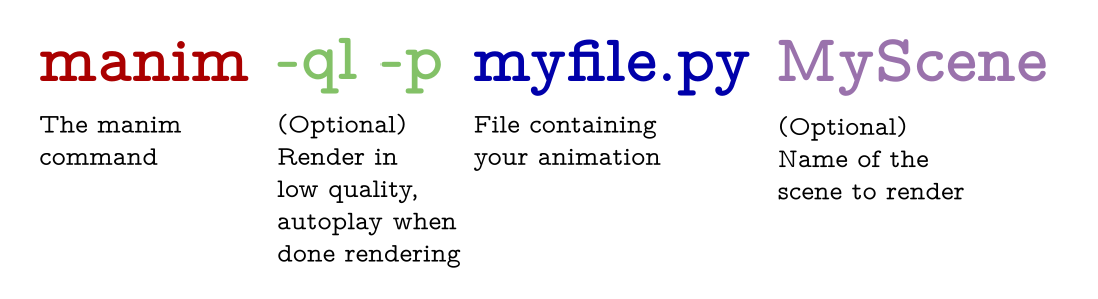 manim -ql -p myfile.py MyScene
The manim
command
(Optional)
Render in
low quality,
autoplay when
done rendering
File containing
your animation
(Optional)
Name of the
scene to render